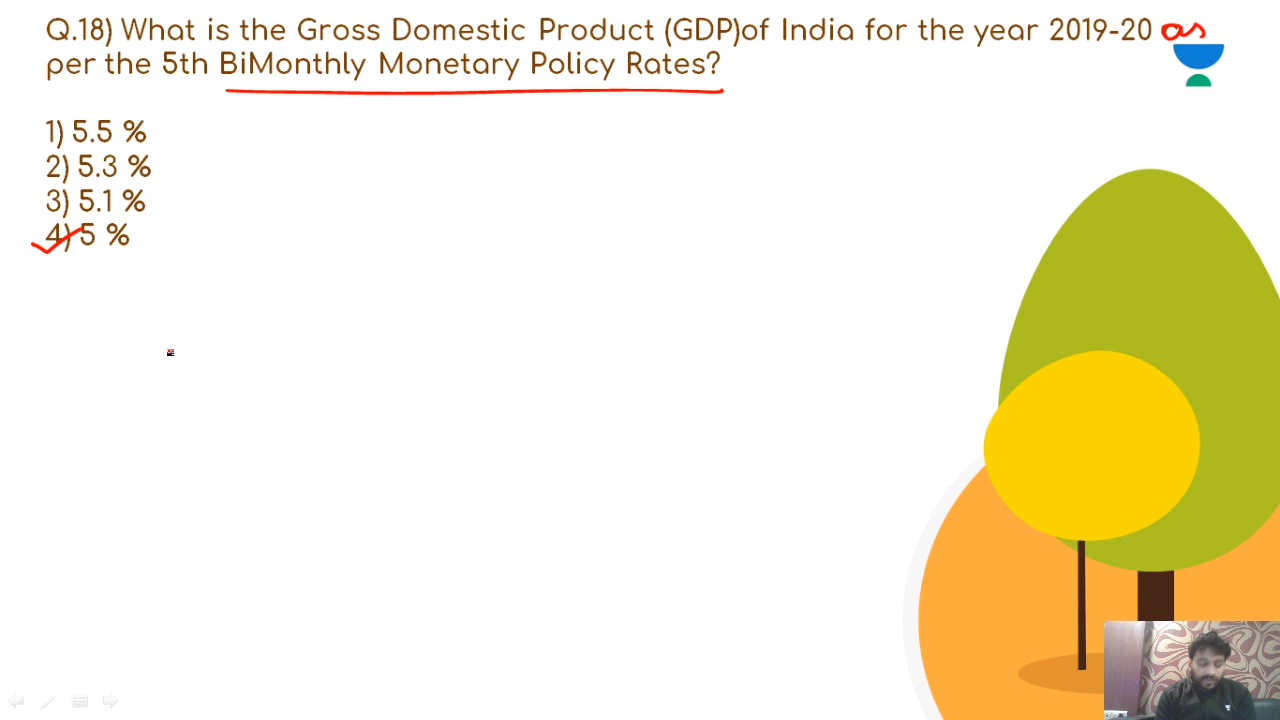 Q.18) What is the Gross Domestic Product (GDP)of India for the year 2019-20 as
per the 5th BiMonthly Monetary Policy Rates?
1) 5.5 %
2) 5.3 %
3) 5.1 %
4) 5 %